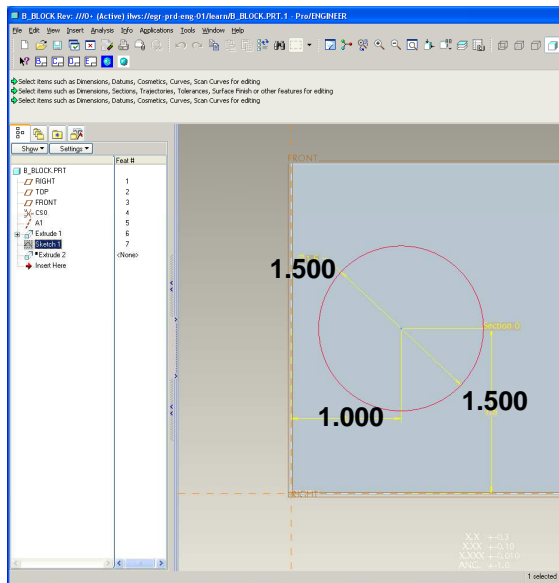 B_BLOCK Rev: ///0+ (Active) ilws://egr-prd-eng-01/learn/B_BLOCK.PRT.1 - Pro/ENGINEER
File Edit View Insert Analysis Info Applications Tools Window Help
Select items such as Dimensions, Datums, Cosmetics, Curves, Scan Curves for editing
Select items such as Dimensions, Sections, Trajectories, Tolerances, Surface Finish or other features for editing
Select items such as Dimensions, Datums, Cosmetics, Curves, Scan Curves for editing
Show Settings
Feat #
B_BLOCK.PRT
RIGHT 1
TOP 2
FRONT 3
CS0 4
A1 5
Extrude 1 6
Sketch 1 7
Extrude 2 <None>
Insert Here
FRONT
1.500
Section 0
1.500
1.000
RIGHT
X.X +-0.3
X.XX +-0.10
X.XXX +-0.010
ANG. +-1.0
1 selected